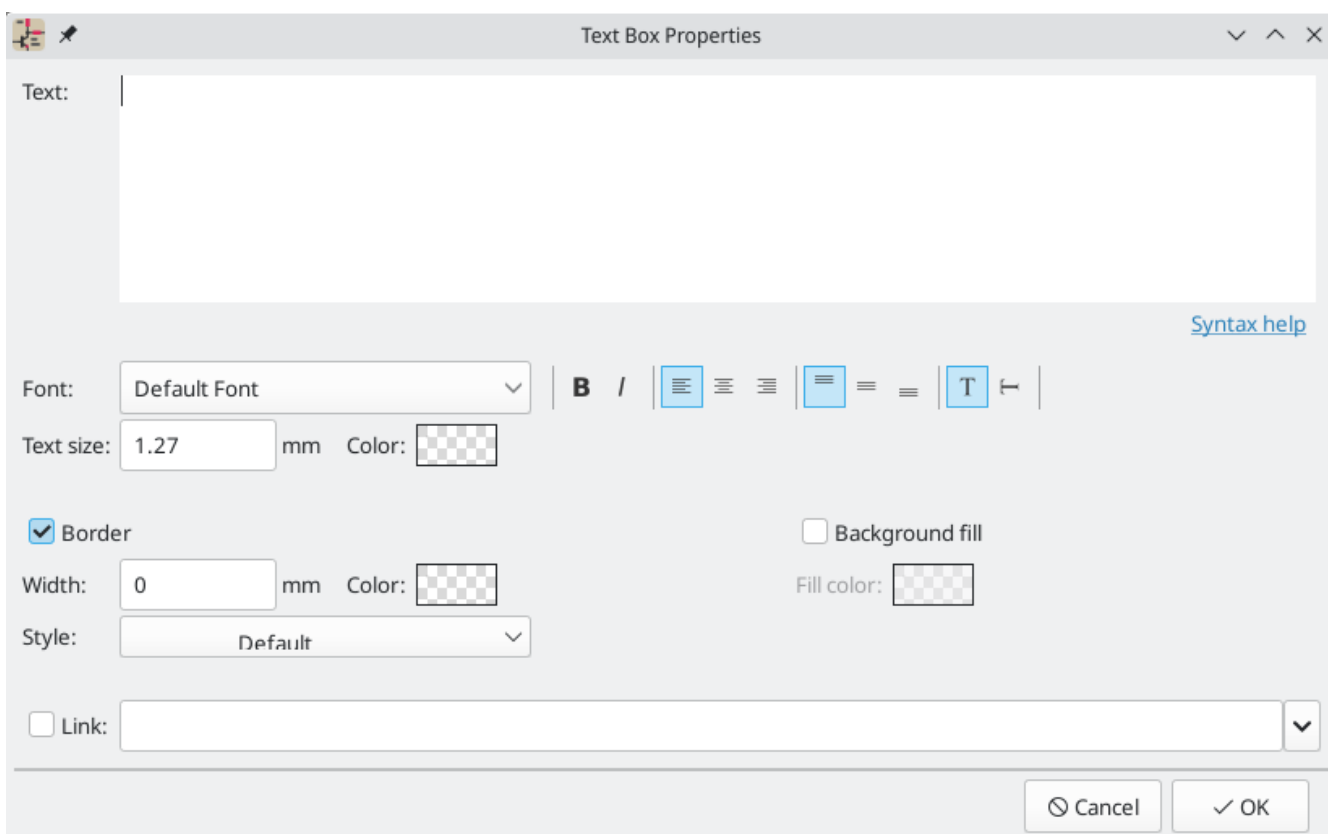 Text Box Properties
Text:
Syntax help
Font: Default Font B I T
Text size: 1.27 mm Color:
Border Background fill
Width: 0 mm Color: Fill color:
Style: Default
Link:
Cancel OK